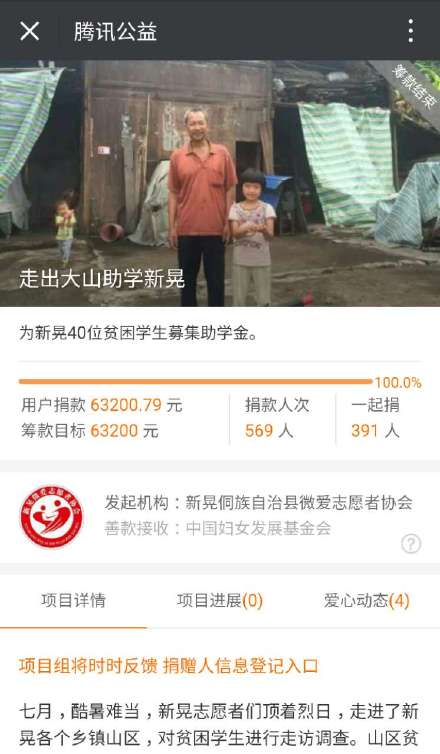 腾讯公益
筹款结束
走出大山助学新晃
为新晃40位贫困学生募集助学金。
100.0%
用户捐款 63200.79 元
捐款人次
一起捐
筹款目标 63200 元
569 人
391 人
发起机构：新晃侗族自治县微爱志愿者协会
善款接收：中国妇女发展基金会
?
项目详情
项目进展(0)
爱心动态(4)
项目组将时时反馈 捐赠人信息登记入口
七月，酷暑难当，新晃志愿者们顶着烈日，走进了新
晃各个乡镇山区，对贫困学生进行走访调查。山区贫